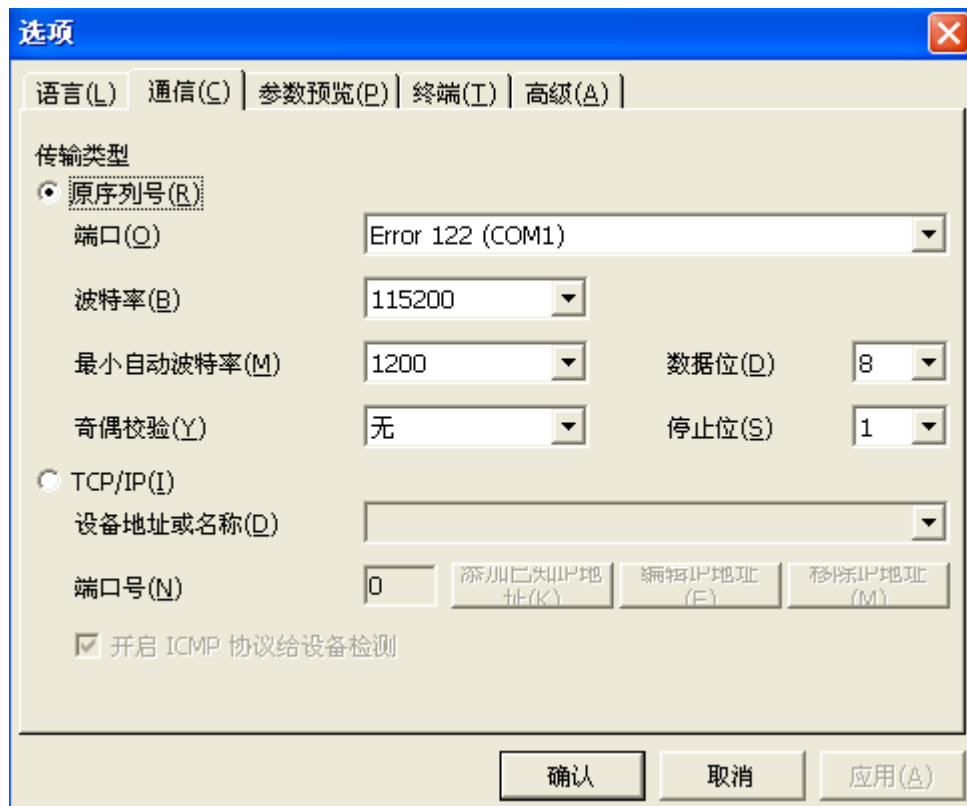 选项
语言(L) 通信(C) 参数预览(P) 终端(T) 高级(A)
传输类型
原序列号(R)
端口(O) Error 122 (COM1)
波特率(B) 115200
最小自动波特率(M) 1200 数据位(D) 8
奇偶校验(Y) 无 停止位(S) 1
TCP/IP(I)
设备地址或名称(D)
端口号(N) 0 添加已知IP地址(K) 编辑IP地址(E) 移除IP地址(M)
开启 ICMP 协议给设备检测
确认 取消 应用(A)